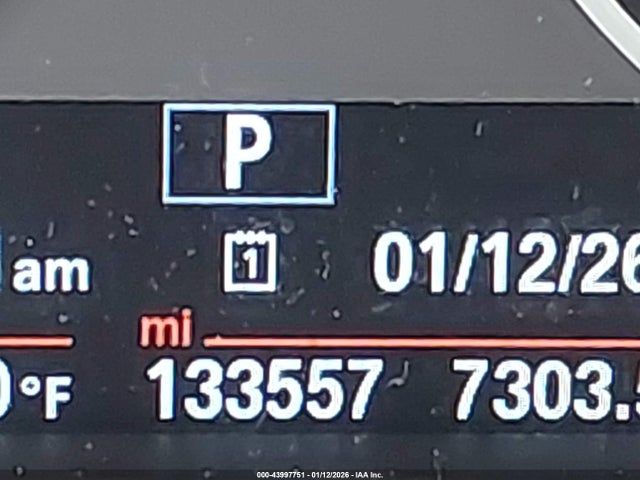 P
am 1 01/12/26
mi
°F 133557 7303.
000-43997751 - 01/12/2026 - IAA Inc.